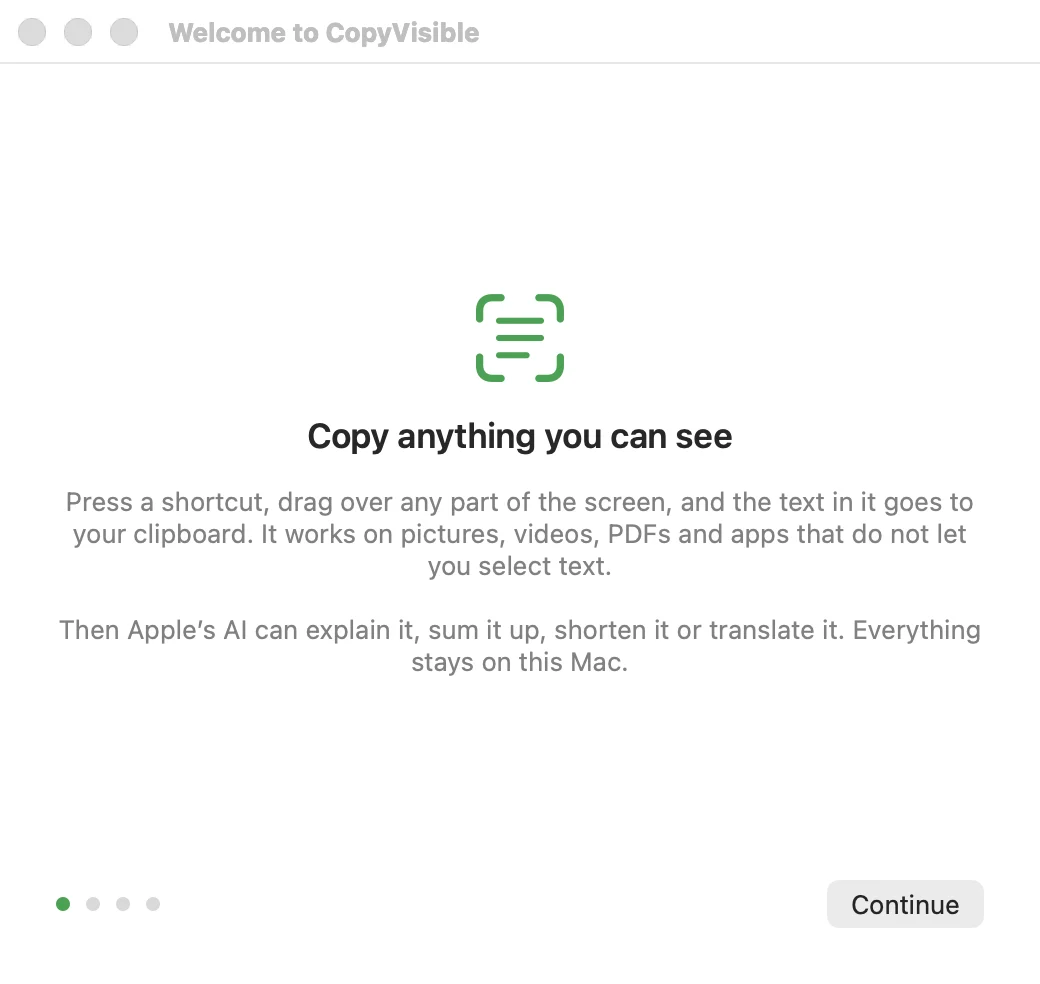 Welcome to CopyVisible
Copy anything you can see
Press a shortcut, drag over any part of the screen, and the text in it goes to
your clipboard. It works on pictures, videos, PDFs and apps that do not let
you select text.
Then Apple’s AI can explain it, sum it up, shorten it or translate it. Everything
stays on this Mac.
Continue